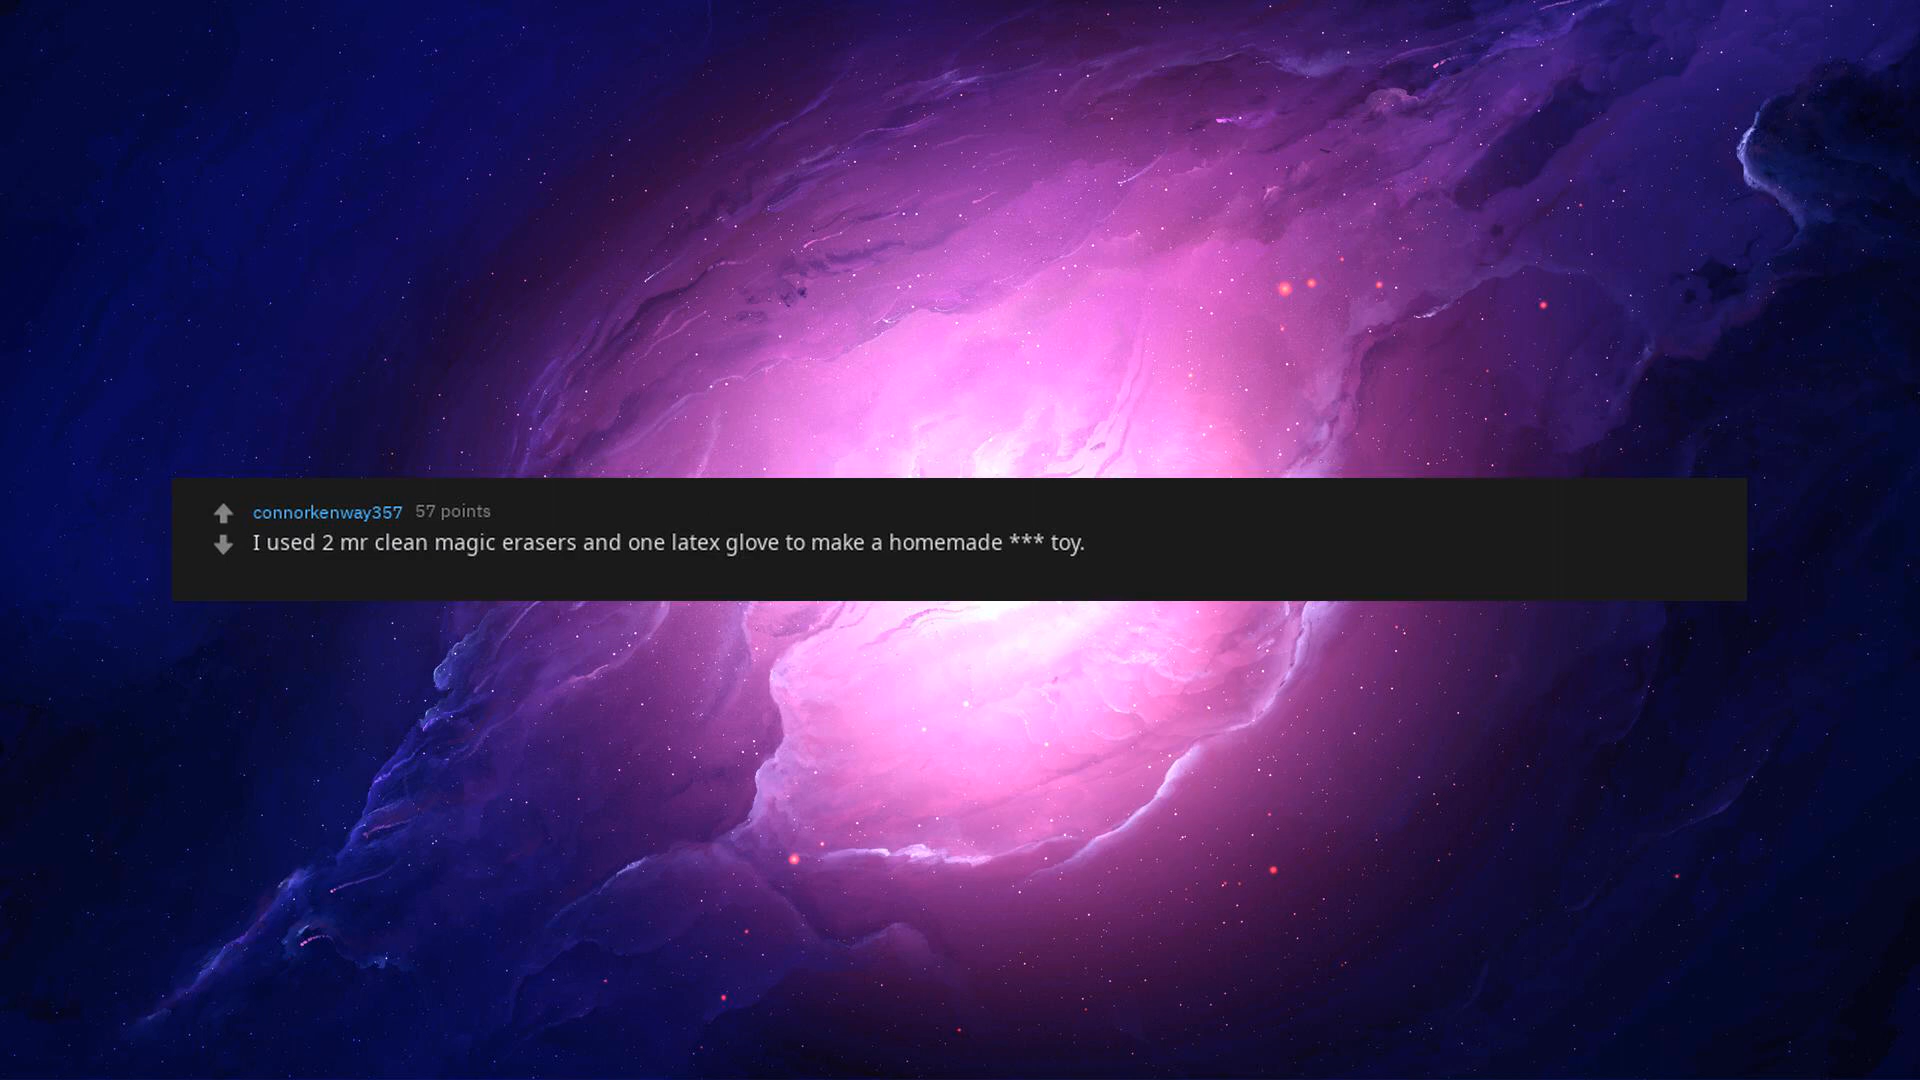 connorkenway357 57 points
I used 2 mr clean magic erasers and one latex glove to make a homemade *** toy.